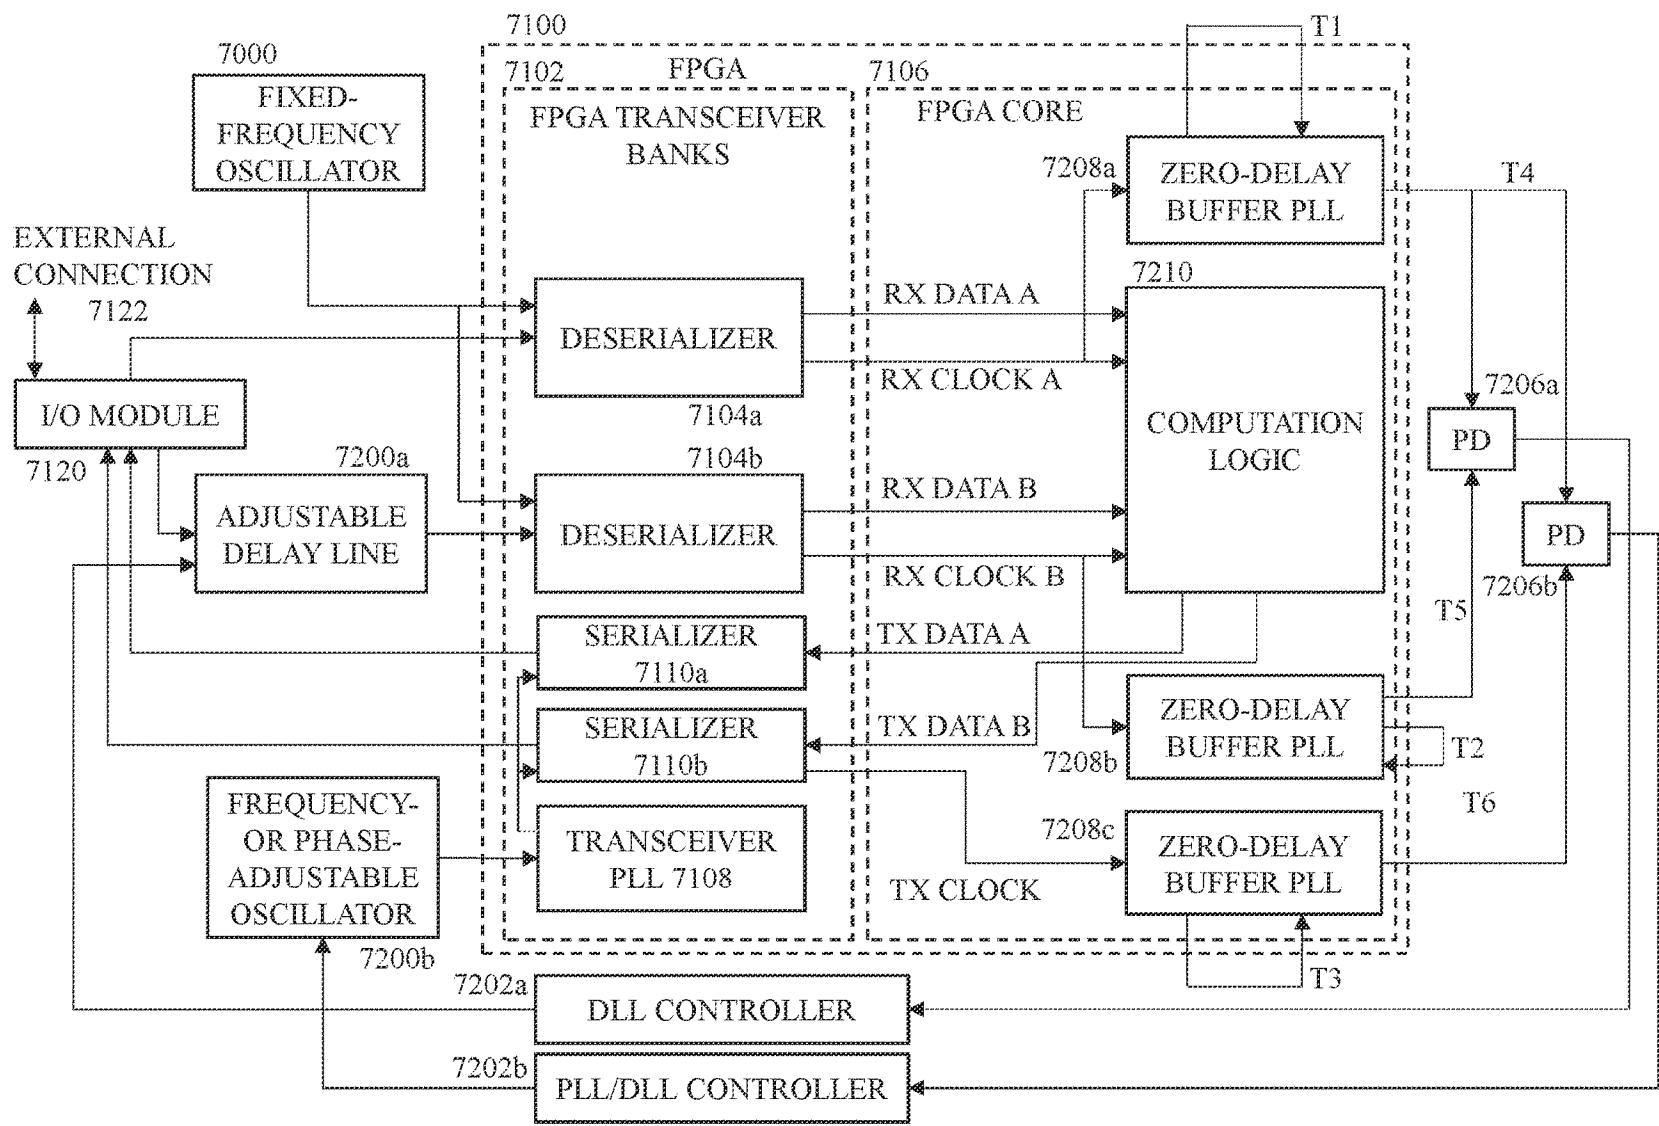 7100
T1
7000
FPGA
7102
7106
FIXED-
FREQUENCY
OSCILLATOR
FPGA TRANSCEIVER
BANKS
FPGA CORE
7208a
ZERO-DELAY
BUFFER PLL
T4
EXTERNAL
CONNECTION
7122
7210
RX DATA A
DESERIALIZER
RX CLOCK A
7104a
I/O MODULE
7120
7200a
7104b
COMPUTATION
LOGIC
7206a
PD
ADJUSTABLE
DELAY LINE
DESERIALIZER
RX DATA B
RX CLOCK B
PD
7206b
T5
SERIALIZER
7110a
TX DATA A
SERIALIZER
7110b
TX DATA B
7208b
ZERO-DELAY
BUFFER PLL
T2
T6
FREQUENCY-
OR PHASE-
ADJUSTABLE
OSCILLATOR
7200b
TRANSCEIVER
PLL 7108
TX CLOCK
7208c
ZERO-DELAY
BUFFER PLL
T3
7202a
DLL CONTROLLER
7202b
PLL/DLL CONTROLLER